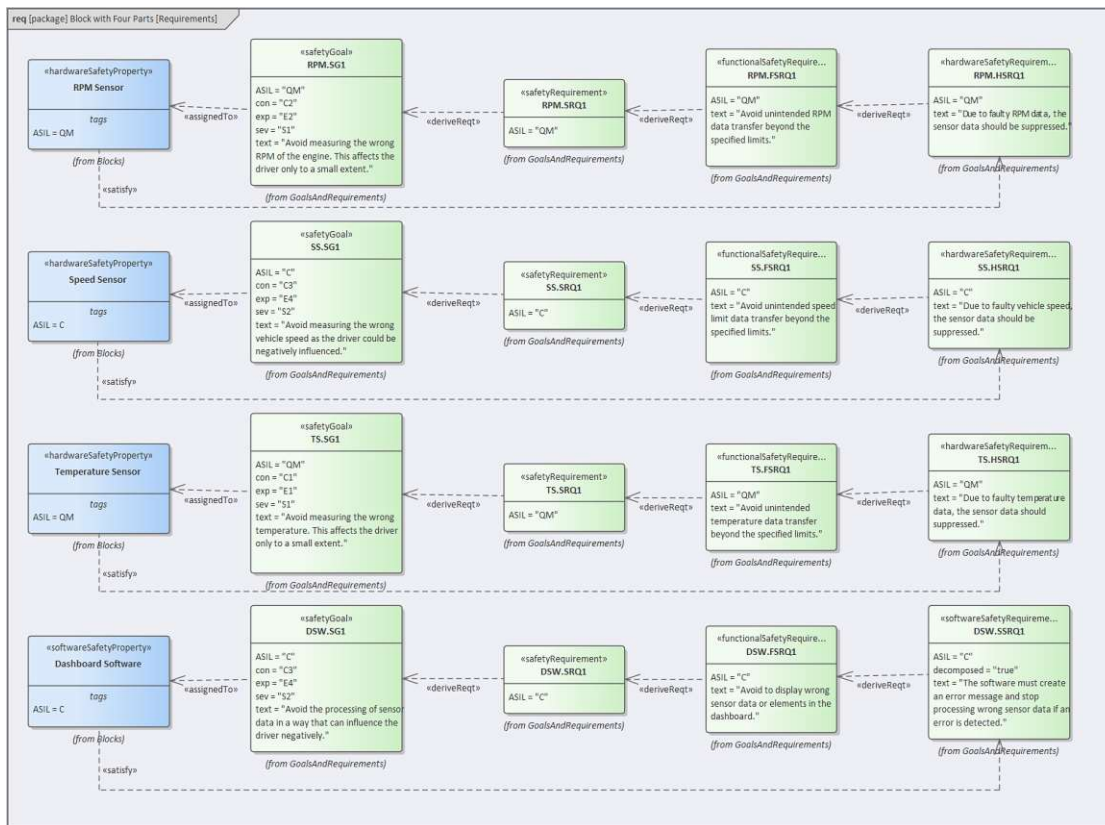 req [package] Block with Four Parts [Requirements]
«hardwareSafetyProperty»
RPM Sensor
tags
ASIL = QM
(from Blocks)
«assignedTo»
«safetyGoal»
RPM.SG1
ASIL = "QM"
con = "C2"
exp = "E2"
sev = "S1"
text = "Avoid measuring the wrong
RPM of the engine. This affects the
driver only to a small extent."
(from GoalsAndRequirements)
«deriveReqt»
«safetyRequirement»
RPM.SRQ1
ASIL = "QM"
(from GoalsAndRequirements)
«deriveReqt»
«functionalSafetyRequire...
RPM.FSRQ1
ASIL = "QM"
text = "Avoid unintended RPM
data transfer beyond the
specified limits."
(from GoalsAndRequirements)
«deriveReqt»
«hardwareSafetyRequirem...
RPM.HSRQ1
ASIL = "QM"
text = "Due to faulty RPM data, the
sensor data should be suppressed."
(from GoalsAndRequirements)
«satisfy»
«hardwareSafetyProperty»
Speed Sensor
tags
ASIL = C
(from Blocks)
«assignedTo»
«safetyGoal»
SS.SG1
ASIL = "C"
con = "C3"
exp = "E4"
sev = "S2"
text = "Avoid measuring the wrong
vehicle speed as the driver could be
negatively influenced."
(from GoalsAndRequirements)
«deriveReqt»
«safetyRequirement»
SS.SRQ1
ASIL = "C"
(from GoalsAndRequirements)
«deriveReqt»
«functionalSafetyRequire...
SS.FSRQ1
ASIL = "C"
text = "Avoid unintended speed
limit data transfer beyond the
specified limits."
(from GoalsAndRequirements)
«deriveReqt»
«hardwareSafetyRequirem...
SS.HSRQ1
ASIL = "C"
text = "Due to faulty vehicle speed,
the sensor data should be
suppressed."
(from GoalsAndRequirements)
«satisfy»
«hardwareSafetyProperty»
Temperature Sensor
tags
ASIL = QM
(from Blocks)
«assignedTo»
«safetyGoal»
TS.SG1
ASIL = "QM"
con = "C1"
exp = "E1"
sev = "S1"
text = "Avoid measuring the wrong
temperature. This affects the driver
only to a small extent."
(from GoalsAndRequirements)
«deriveReqt»
«safetyRequirement»
TS.SRQ1
ASIL = "QM"
(from GoalsAndRequirements)
«deriveReqt»
«functionalSafetyRequire...
TS.FSRQ1
ASIL = "QM"
text = "Avoid unintended
temperature data transfer
beyond the specified limits."
(from GoalsAndRequirements)
«deriveReqt»
«hardwareSafetyRequirem...
TS.HSRQ1
ASIL = "QM"
text = "Due to faulty temperature
data, the sensor data should
suppressed."
(from GoalsAndRequirements)
«satisfy»
«softwareSafetyProperty»
Dashboard Software
tags
ASIL = C
(from Blocks)
«assignedTo»
«safetyGoal»
DSW.SG1
ASIL = "C"
con = "C3"
exp = "E4"
sev = "S2"
text = "Avoid the processing of sensor
data in a way that can influence the
driver negatively."
(from GoalsAndRequirements)
«deriveReqt»
«safetyRequirement»
DSW.SRQ1
ASIL = "C"
(from GoalsAndRequirements)
«deriveReqt»
«functionalSafetyRequire...
DSW.FSRQ1
ASIL = "C"
text = "Avoid to display wrong
sensor data or elements in the
dashboard."
(from GoalsAndRequirements)
«deriveReqt»
«softwareSafetyRequireme...
DSW.SSRQ1
ASIL = "C"
decomposed = "true"
text = "The software must create
an error message and stop
processing wrong sensor data if an
error is detected."
(from GoalsAndRequirements)
«satisfy»